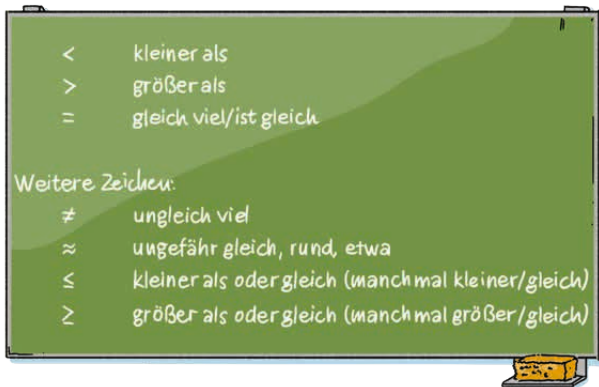 < kleiner als
> größer als
= gleich viel/ist gleich
Weitere Zeichen:
≠ ungleich viel
≈ ungefähr gleich, rund, etwa
≤ kleiner als oder gleich (manchmal kleiner/gleich)
≥ größer als oder gleich (manchmal größer/gleich)